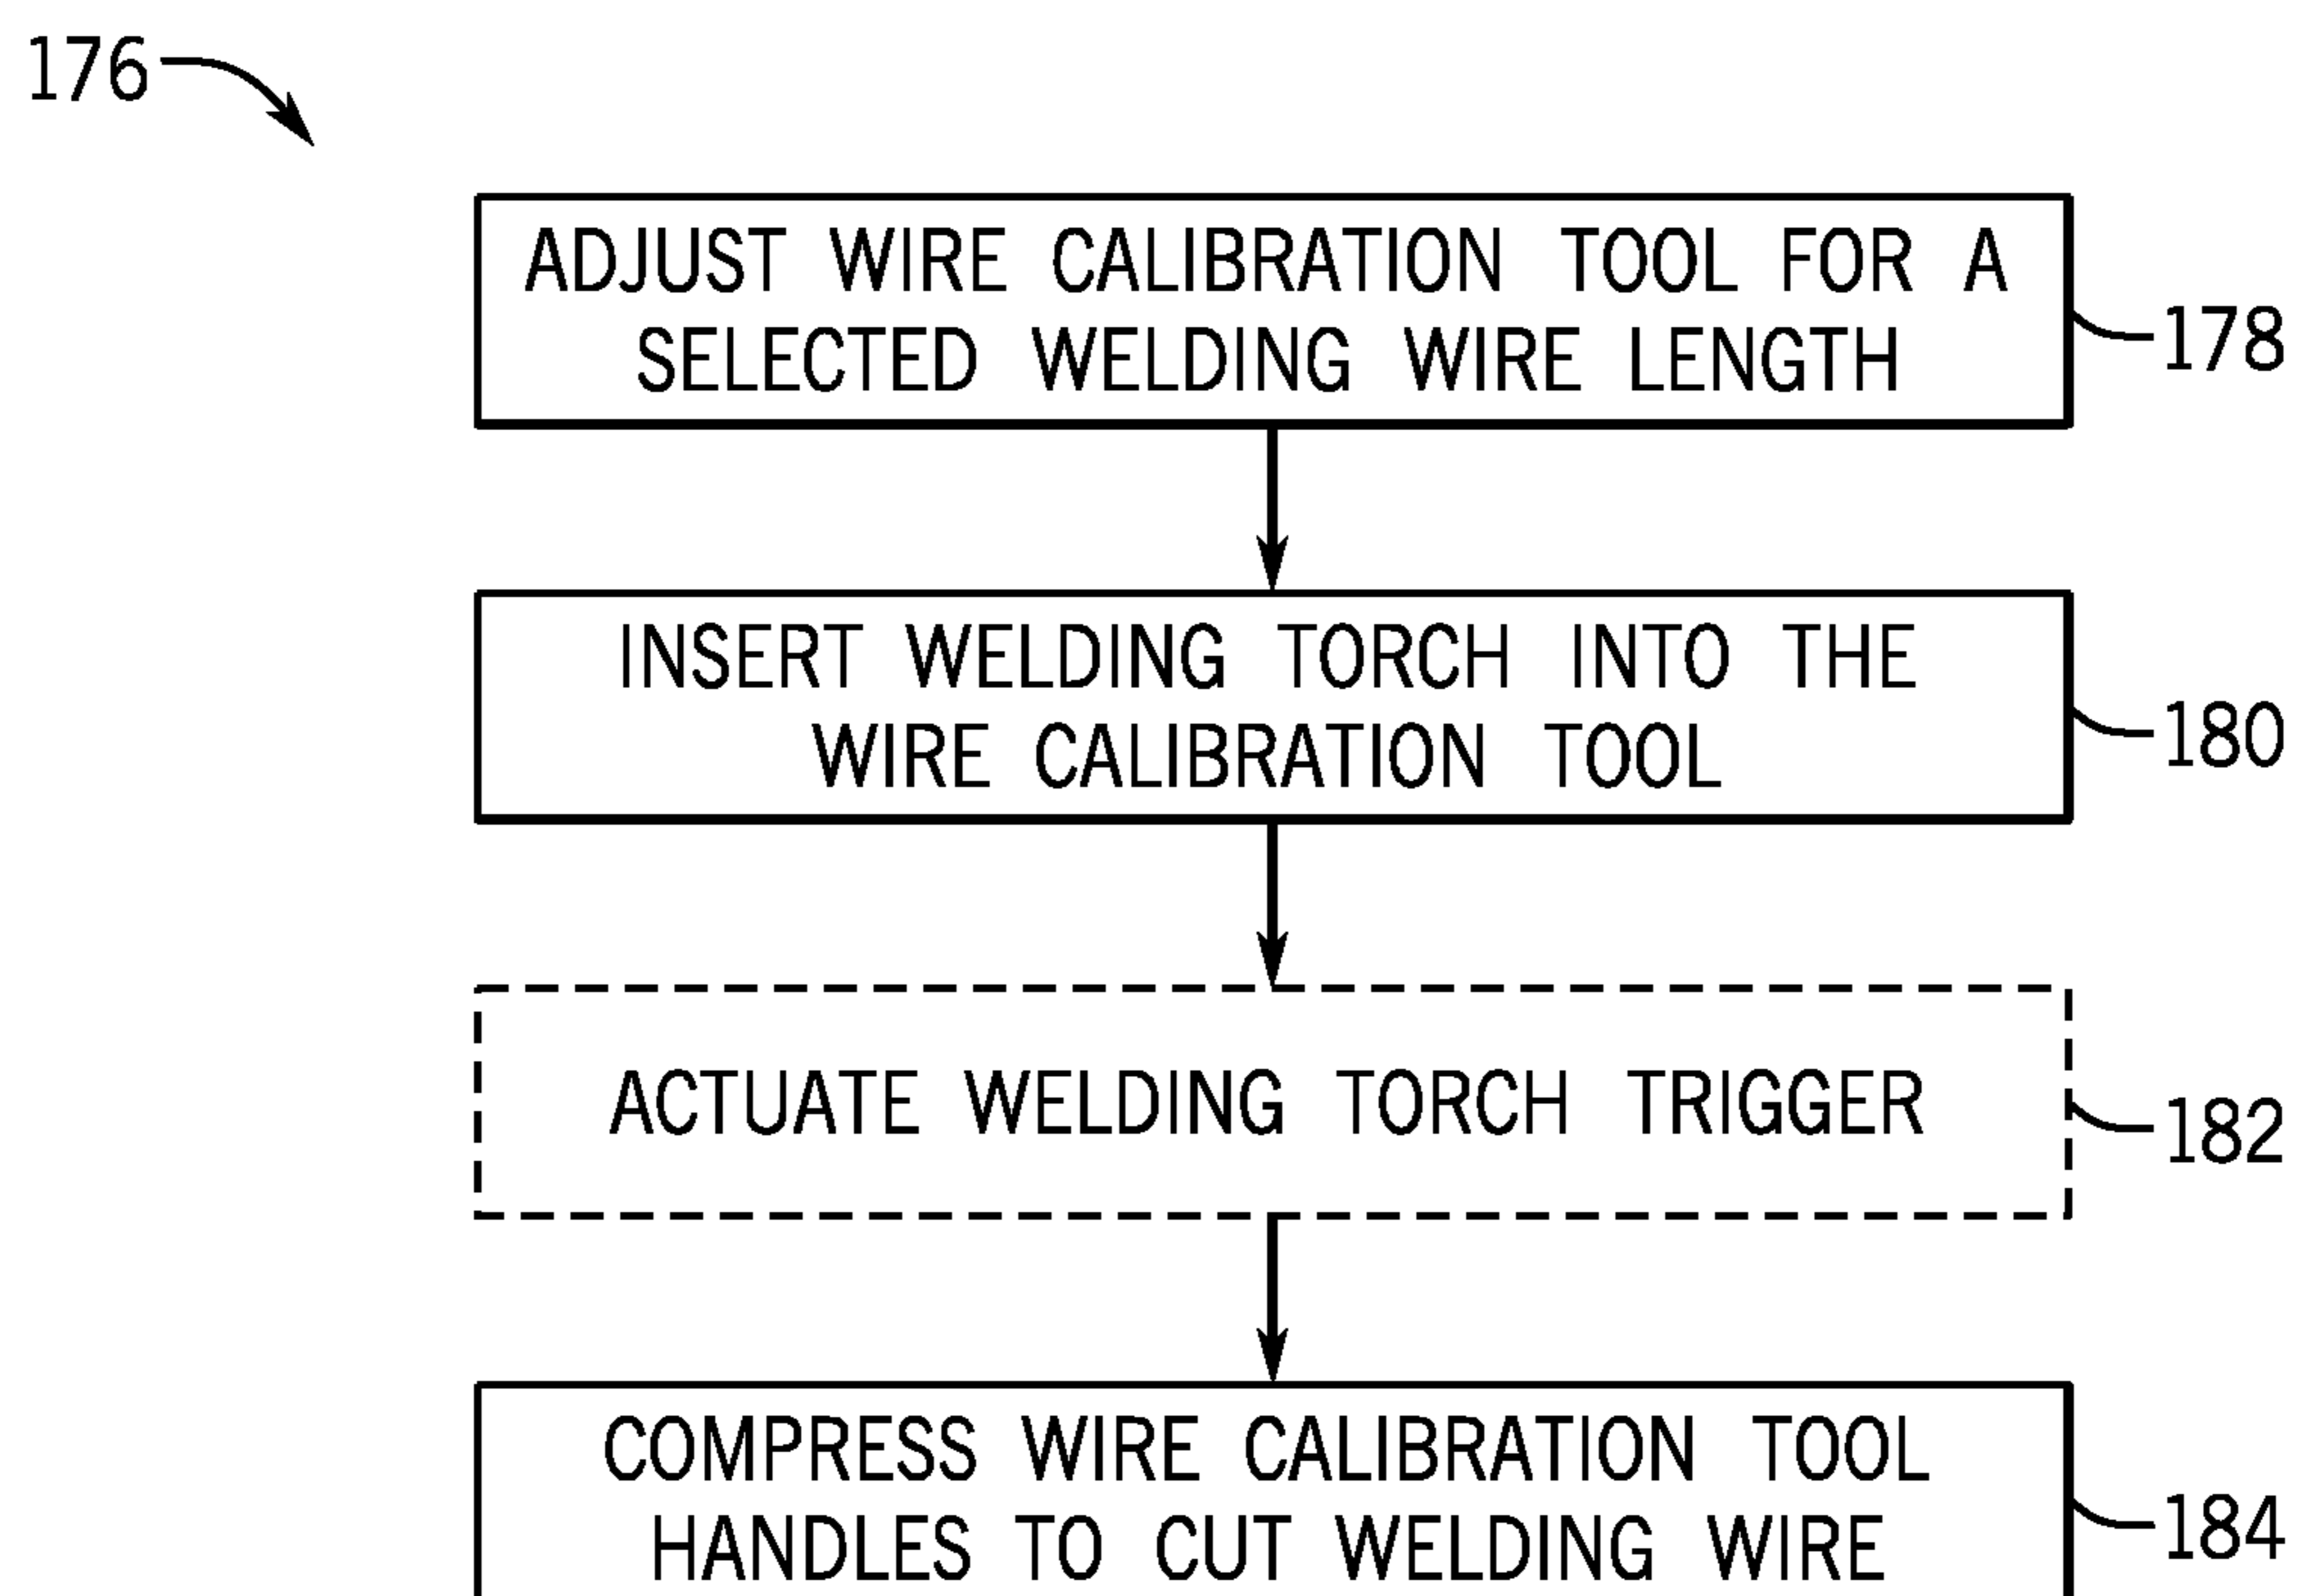 176
ADJUST WIRE CALIBRATION TOOL FOR A
SELECTED WELDING WIRE LENGTH
178
INSERT WELDING TORCH INTO THE
WIRE CALIBRATION TOOL
180
ACTUATE WELDING TORCH TRIGGER
182
COMPRESS WIRE CALIBRATION TOOL
HANDLES TO CUT WELDING WIRE
184